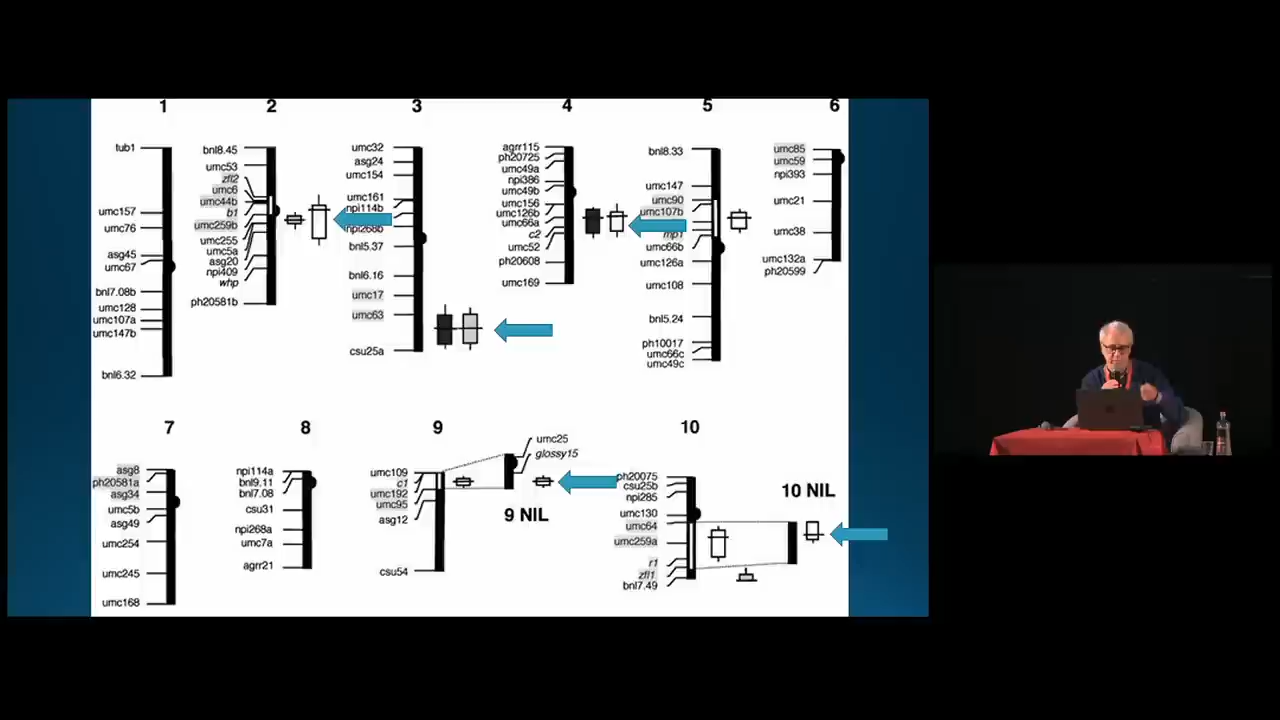 1
2
3
4
5
6
tub1
umc157
umc76
asg45
umc67
bnl7.08b
umc128
umc107a
umc147b
bnl6.32
bnl8.45
umc53
zfl2
umc6
umc44b
b1
umc259b
umc255
umc5a
asg20
npi409
whp
ph20581b
umc32
asg24
umc154
umc161
npi114b
npi268b
bnl5.37
bnl6.16
umc17
umc63
csu25a
agrr115
ph20725
umc49a
npi386
umc49b
umc156
umc126b
umc66a
c2
umc52
ph20608
umc169
bnl8.33
umc147
umc90
umc107b
mp1
umc66b
umc126a
umc108
bnl5.24
ph10017
umc66c
umc49c
umc85
umc59
npi393
umc21
umc38
umc132a
ph20599
7
8
9
10
asg8
ph20581a
asg34
umc5b
asg49
umc254
umc245
umc168
npi114a
bnl9.11
bnl7.08
csu31
npi268a
umc7a
agrr21
umc109
c1
umc192
umc95
asg12
csu54
umc25
glossy15
9 NIL
ph20075
csu25b
npi285
umc130
umc64
umc259a
r1
zfl1
bnl7.49
10 NIL